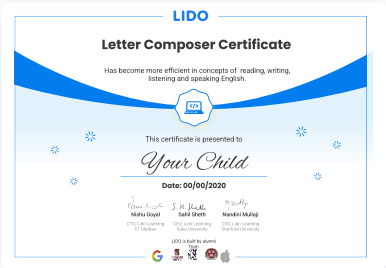 LIDO
Letter Composer Certificate
Has become more efficient in concepts of reading, writing,
listening and speaking English.
This certificate is presented to
Your Child
Date: 00/00/2020
Nishu Goyal
CTO, Lido Learning
IIT Madras
Sahil Sheth
CEO, Lido Learning
Duke University
Nandini Mullaji
CGO, Lido Learning
Stanford University
LIDO is built by alumni
from